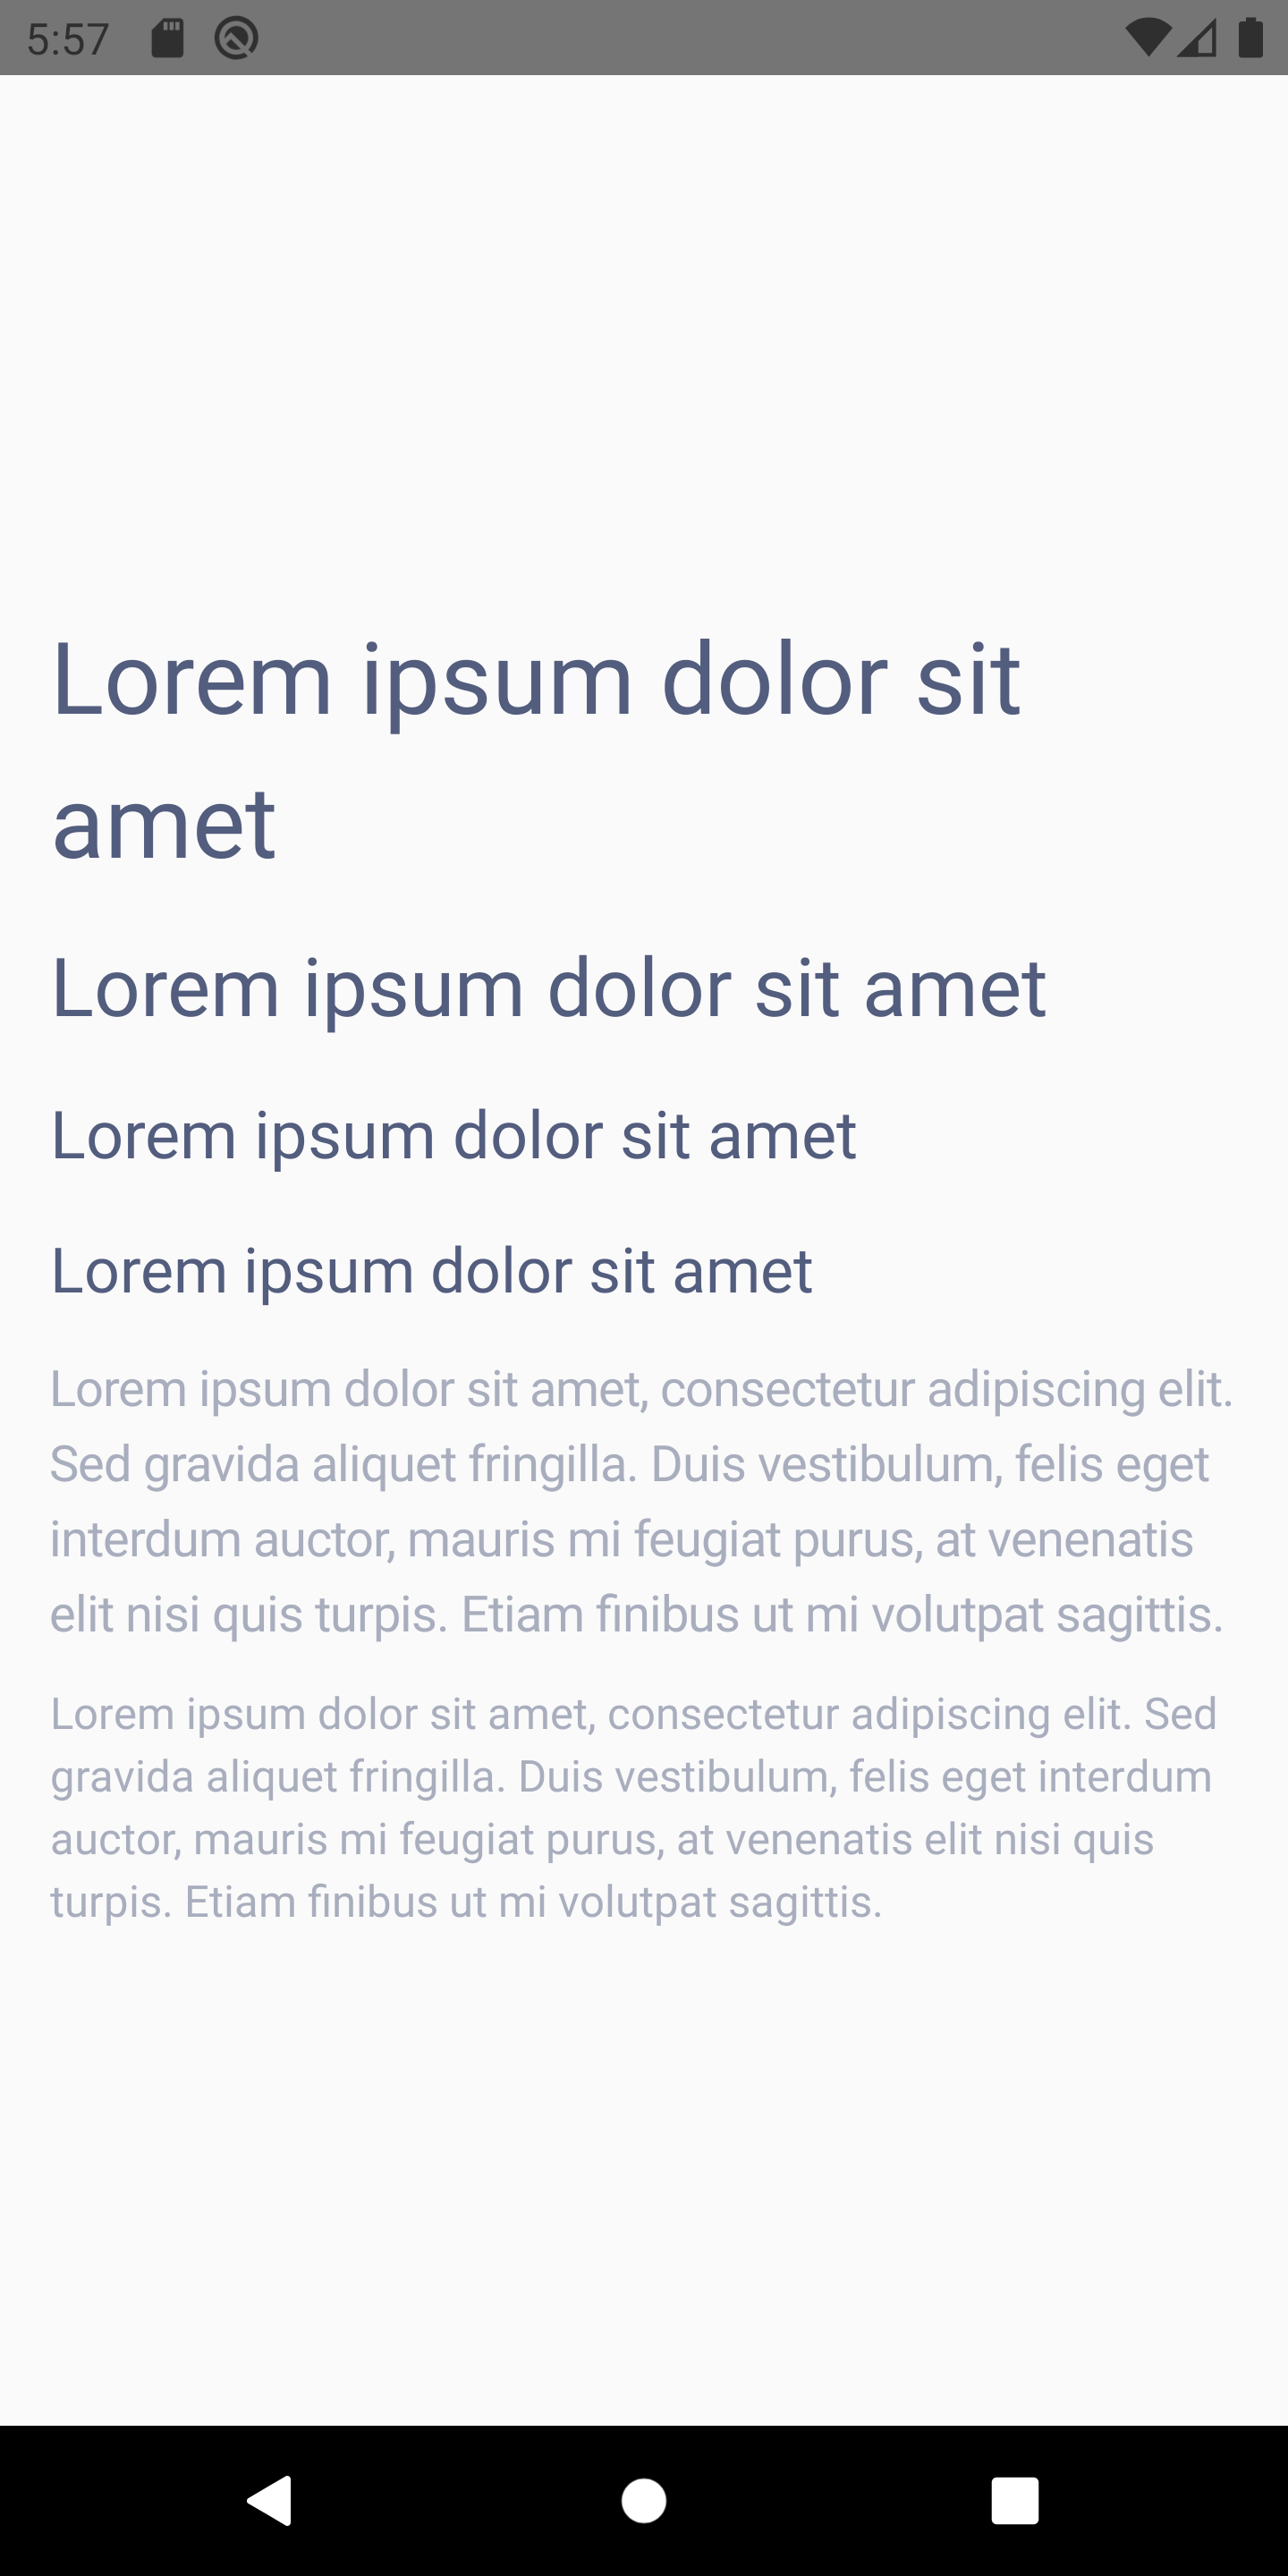 5:57
Lorem ipsum dolor sit
amet
Lorem ipsum dolor sit amet
Lorem ipsum dolor sit amet
Lorem ipsum dolor sit amet
Lorem ipsum dolor sit amet, consectetur adipiscing elit.
Sed gravida aliquet fringilla. Duis vestibulum, felis eget
interdum auctor, mauris mi feugiat purus, at venenatis
elit nisi quis turpis. Etiam finibus ut mi volutpat sagittis.
Lorem ipsum dolor sit amet, consectetur adipiscing elit. Sed
gravida aliquet fringilla. Duis vestibulum, felis eget interdum
auctor, mauris mi feugiat purus, at venenatis elit nisi quis
turpis. Etiam finibus ut mi volutpat sagittis.